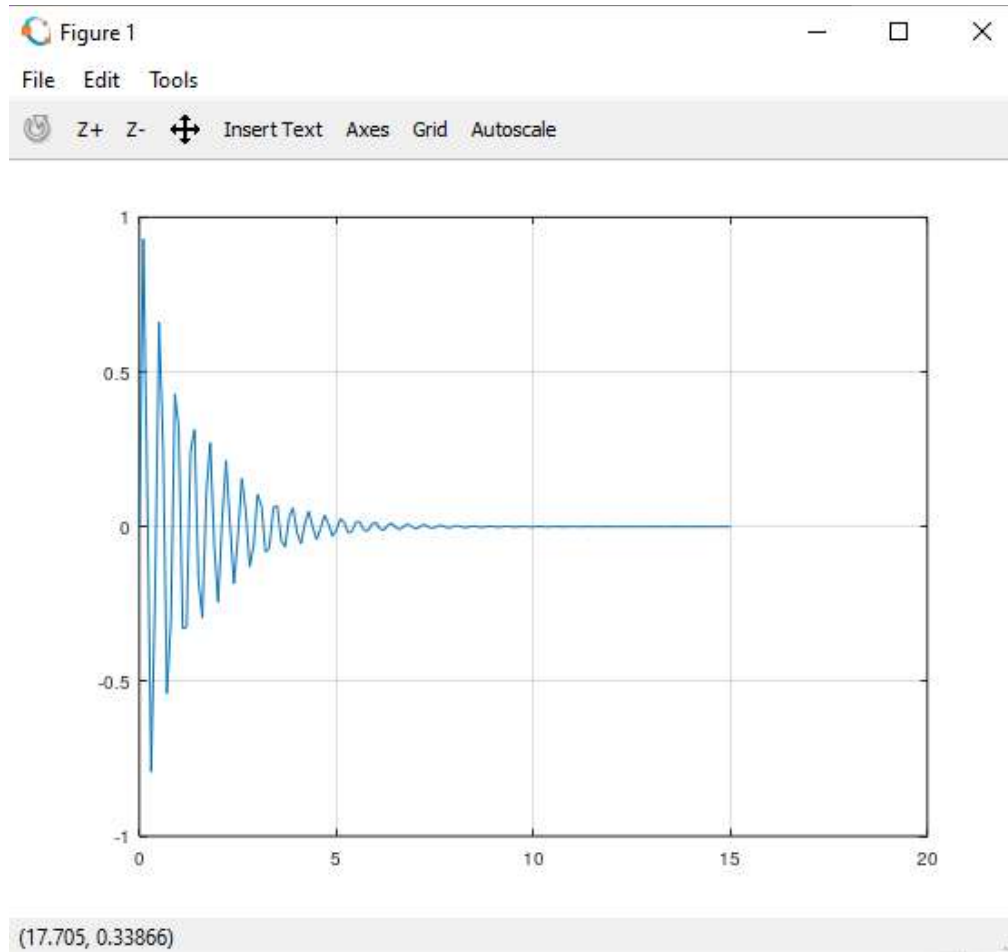 Figure 1
File Edit Tools
Z+ Z- Insert Text Axes Grid Autoscale
1
0.5
0
-0.5
-1
0 5 10 15 20
(17.705, 0.33866)